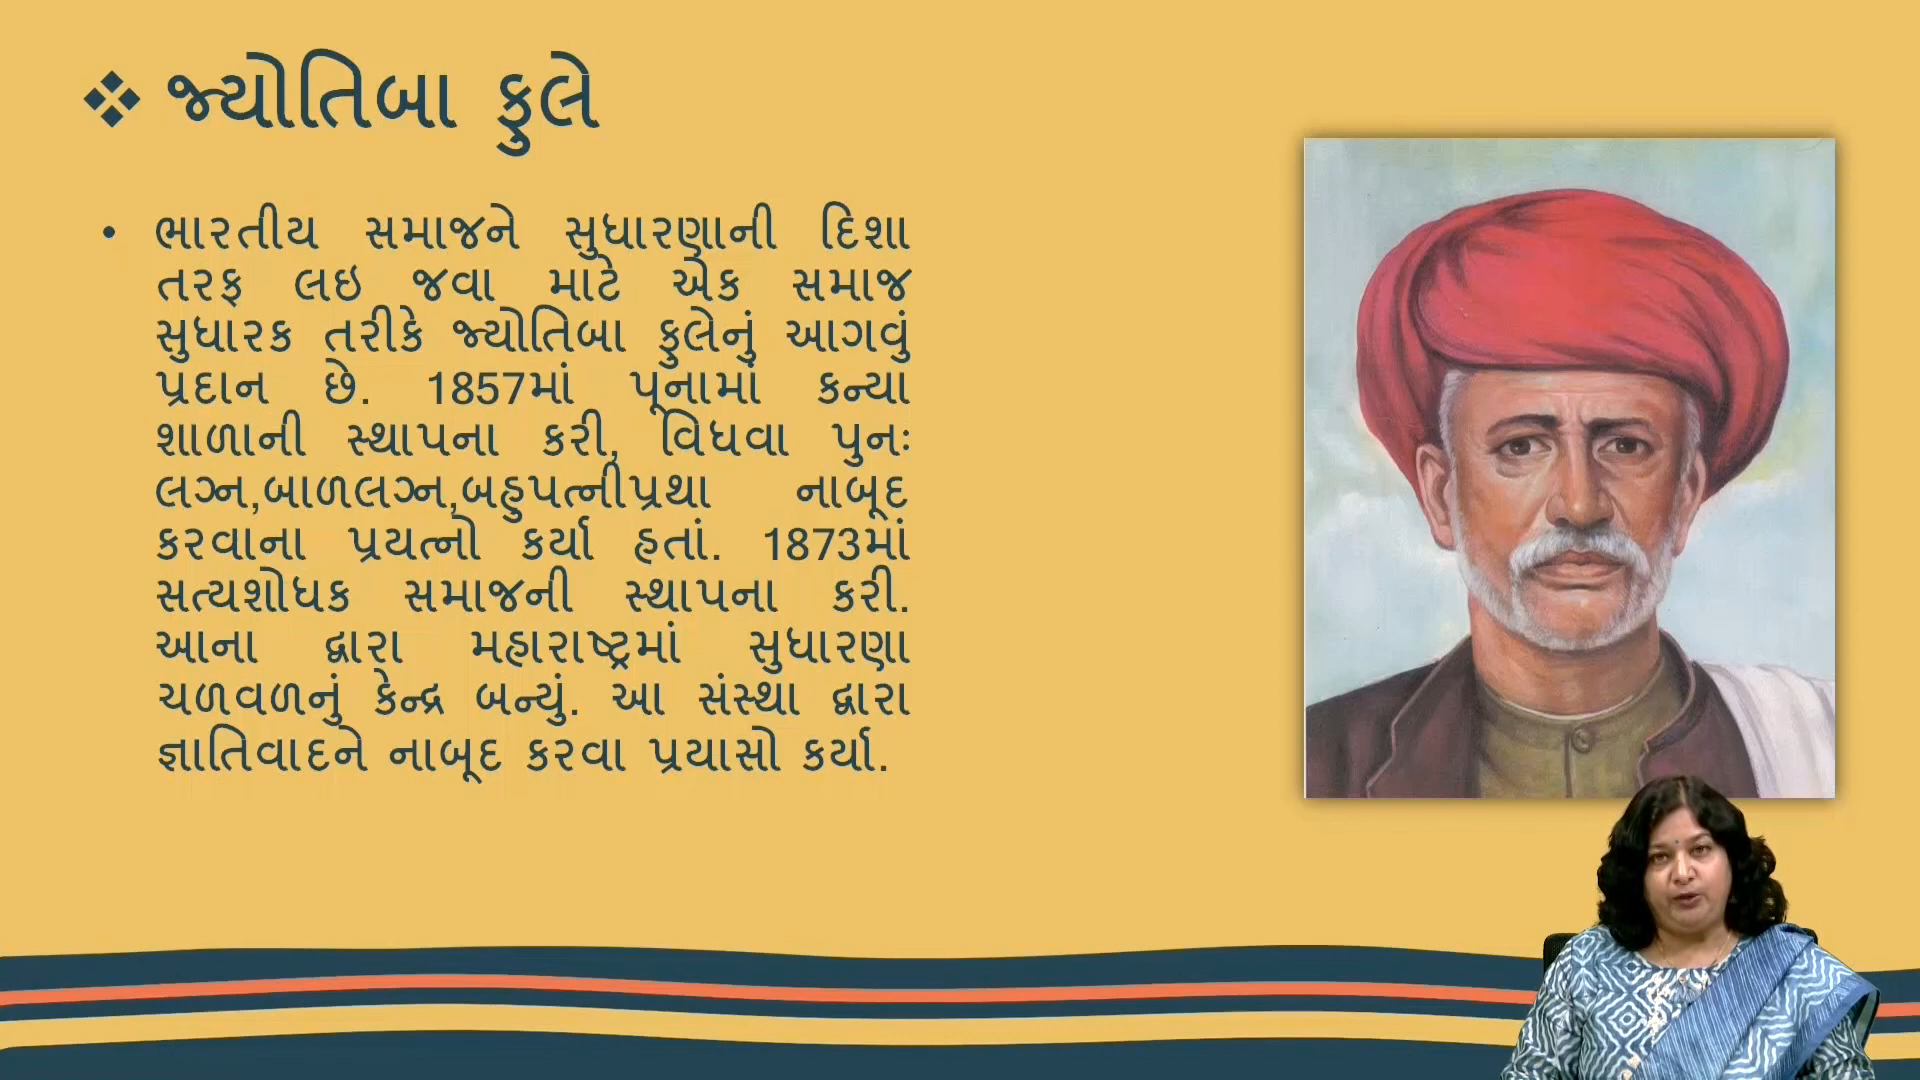 ❖ જ્યોતિબા ફુલે
• ભારતીય સમાજને સુધારણાની દિશા
તરફ લઇ જવા માટે એક સમાજ
સુધારક તરીકે જ્યોતિબા ફુલેનું આગવું
પ્રદાન છે. 1857માં પૂનામાં કન્યા
શાળાની સ્થાપના કરી, વિધવા પુનઃ
લગ્ન,બાળલગ્ન,બહુપત્નીપ્રથા નાબૂદ
કરવાના પ્રયત્નો કર્યા હતાં. 1873માં
સત્યશોધક સમાજની સ્થાપના કરી.
આના દ્વારા મહારાષ્ટ્રમાં સુધારણા
ચળવળનું કેન્દ્ર બન્યું. આ સંસ્થા દ્વારા
જ્ઞાતિવાદને નાબૂદ કરવા પ્રયાસો કર્યા.